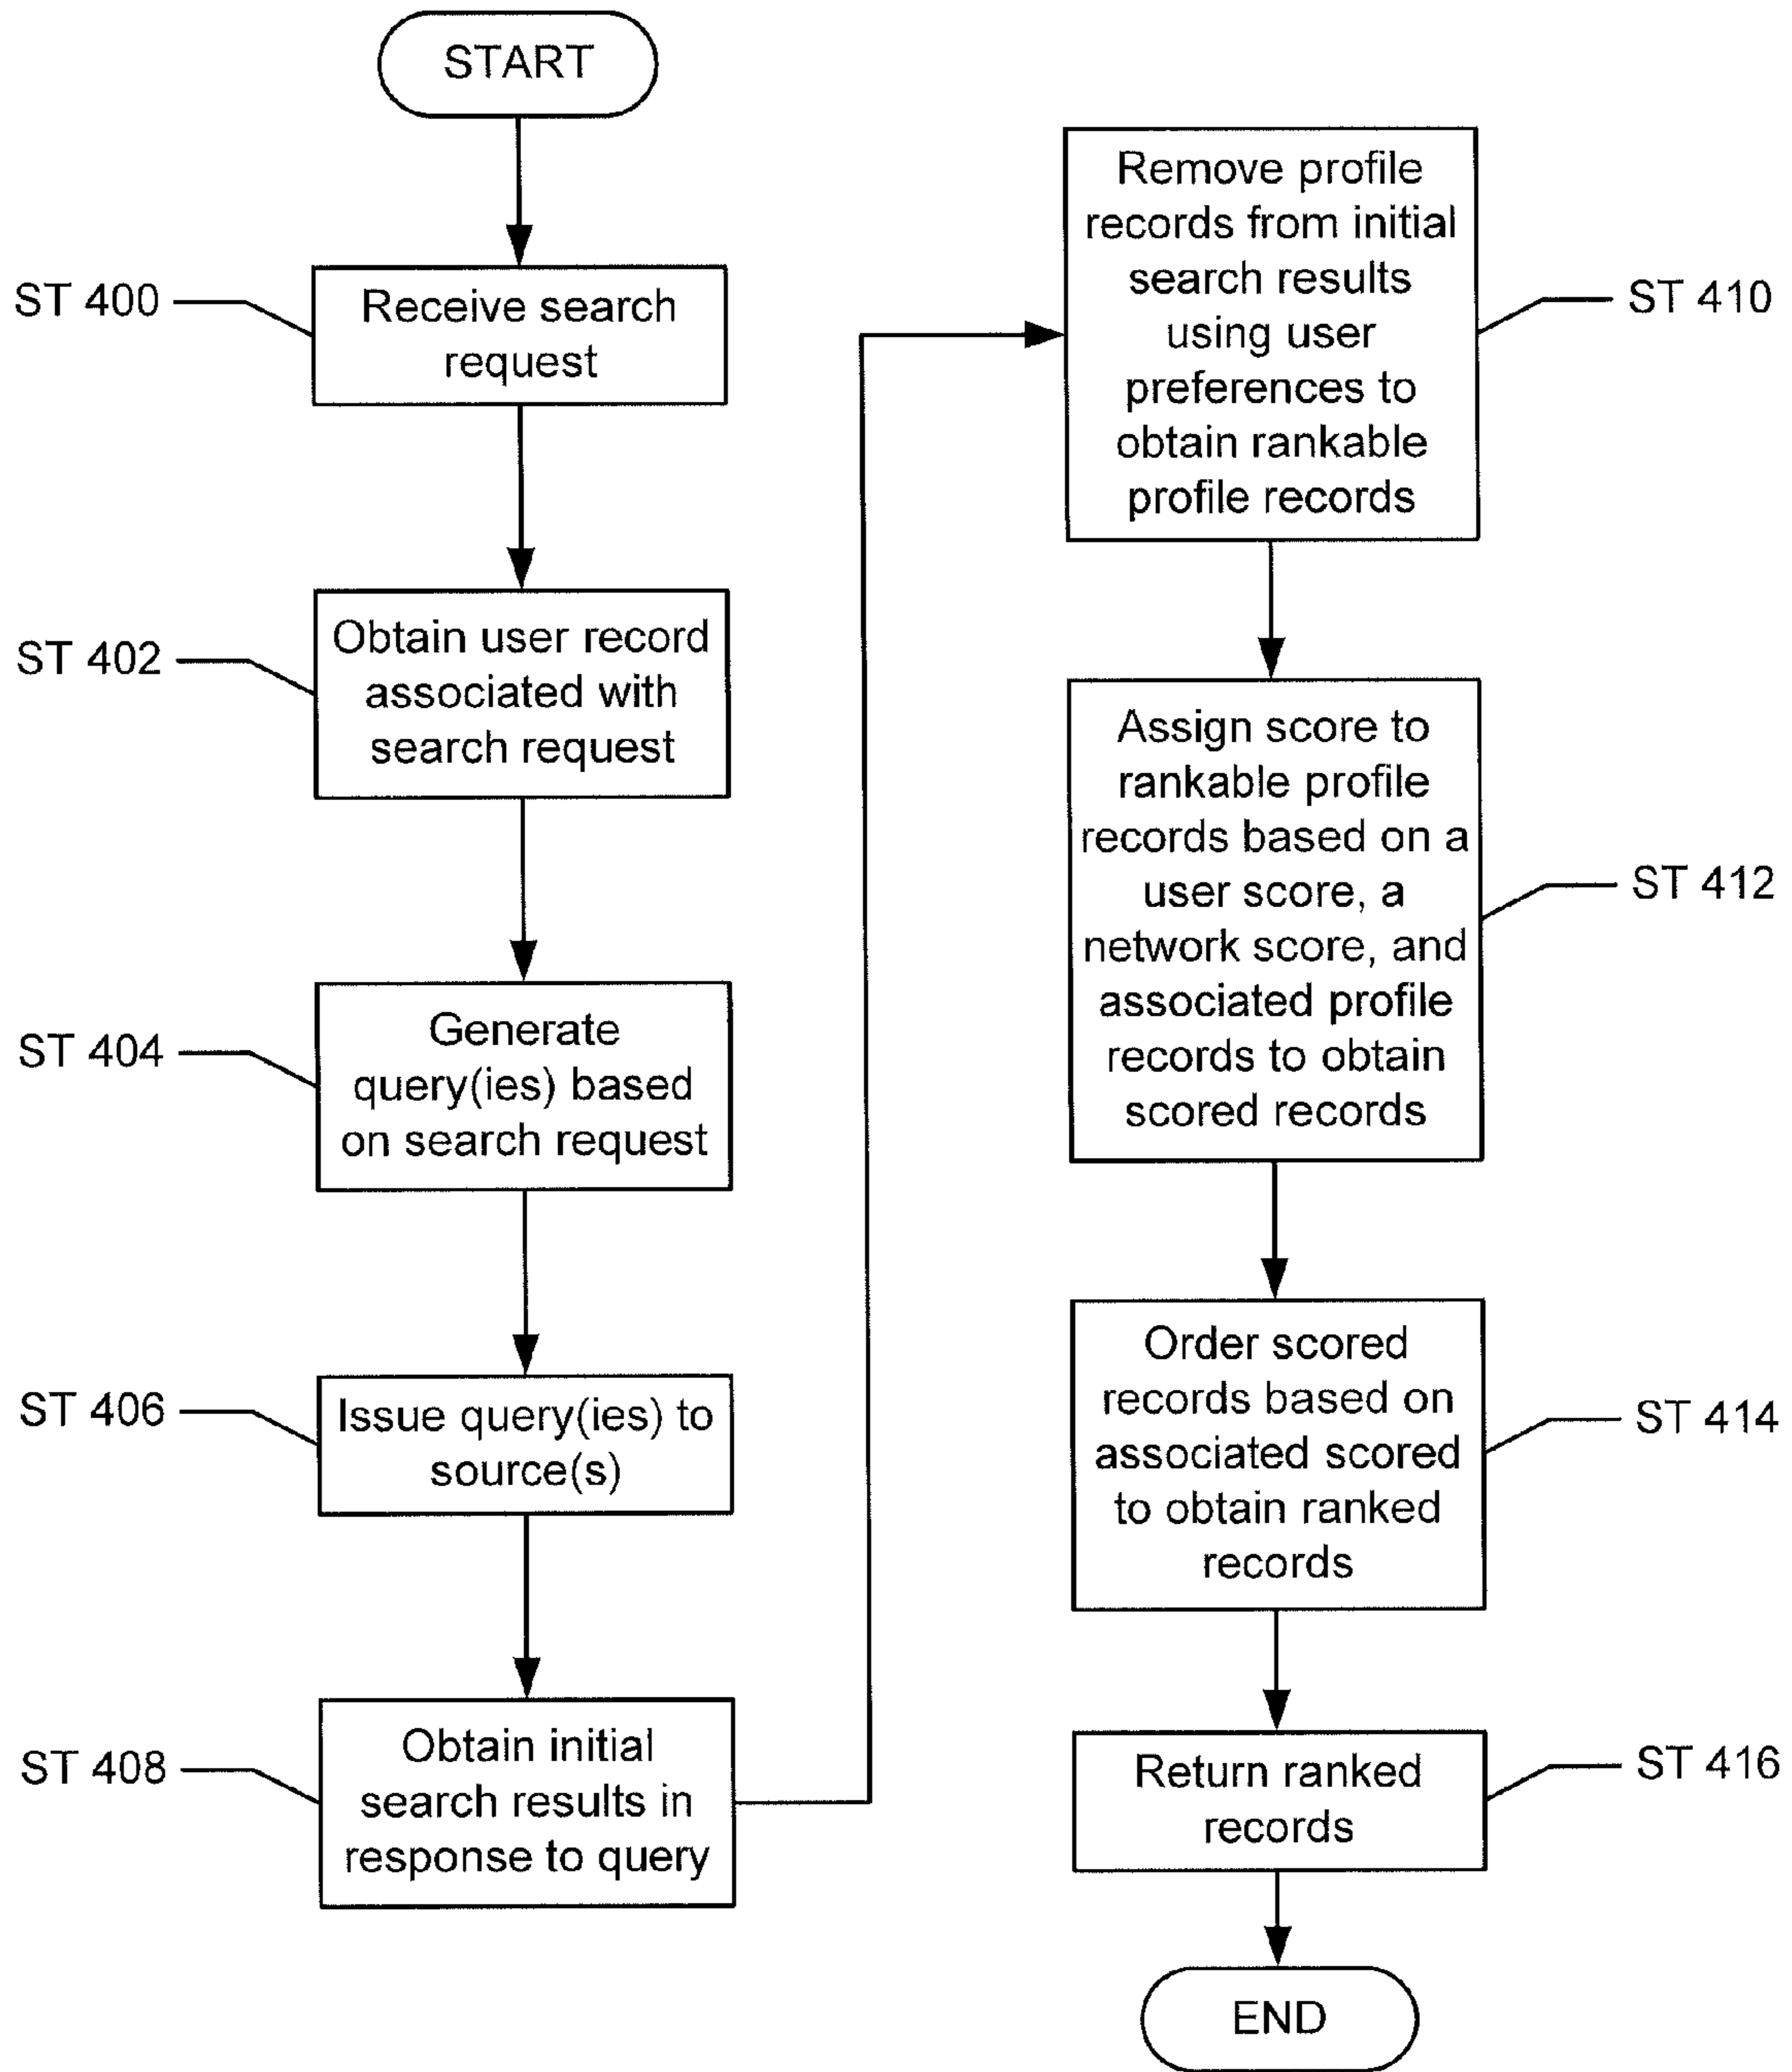 START
ST 400
Receive search
request
ST 402
Obtain user record
associated with
search request
ST 404
Generate
query(ies) based
on search request
ST 406
Issue query(ies) to
source(s)
ST 408
Obtain initial
search results in
response to query
Remove profile
records from initial
search results
using user
preferences to
obtain rankable
profile records
ST 410
Assign score to
rankable profile
records based on a
user score, a
network score, and
associated profile
records to obtain
scored records
ST 412
Order scored
records based on
associated scored
to obtain ranked
records
ST 414
Return ranked
records
ST 416
END